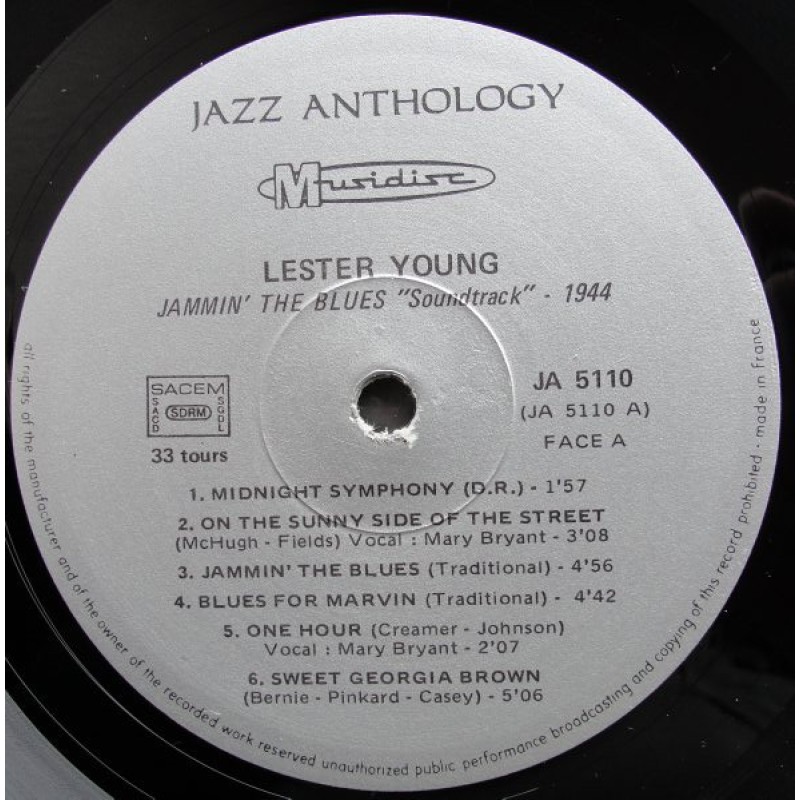 JAZZ ANTHOLOGY
Musidisc
LESTER YOUNG
JAMMIN' THE BLUES "Soundtrack" - 1944
SACEM
SACD
SDRM
SGDL
33 tours
JA 5110
(JA 5110 A)
FACE A
1. MIDNIGHT SYMPHONY (D.R.) - 1'57
2. ON THE SUNNY SIDE OF THE STREET
(McHugh - Fields) Vocal : Mary Bryant - 3'08
3. JAMMIN' THE BLUES (Traditional) - 4'56
4. BLUES FOR MARVIN (Traditional) - 4'42
5. ONE HOUR (Creamer - Johnson)
Vocal : Mary Bryant - 2'07
6. SWEET GEORGIA BROWN
(Bernie - Pinkard - Casey) - 5'06
all rights of the manufacturer and of the owner of the recorded work reserved unauthorized public performance broadcasting and copying of this record prohibited - made in France